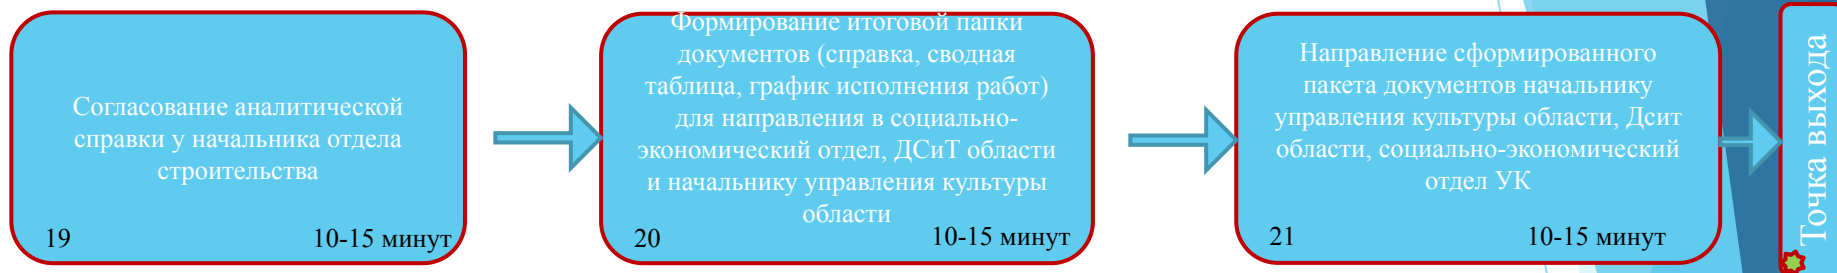 Согласование аналитической
справки у начальника отдела
строительства
19
10-15 минут
Формирование итоговой папки
документов (справка, сводная
таблица, график исполнения работ)
для направления в социально-
экономический отдел, ДСиТ области
и начальнику управления культуры
области
20
10-15 минут
Направление сформированного
пакета документов начальнику
управления культуры области, Дсит
области, социально-экономический
отдел УК
21
10-15 минут
Точка выхода